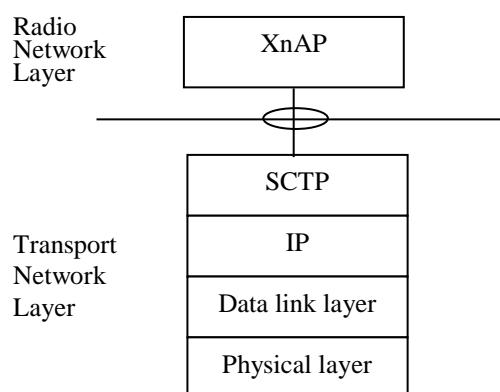 Radio
Network
Layer
XnAP
SCTP
IP
Transport
Network
Layer
Data link layer
Physical layer